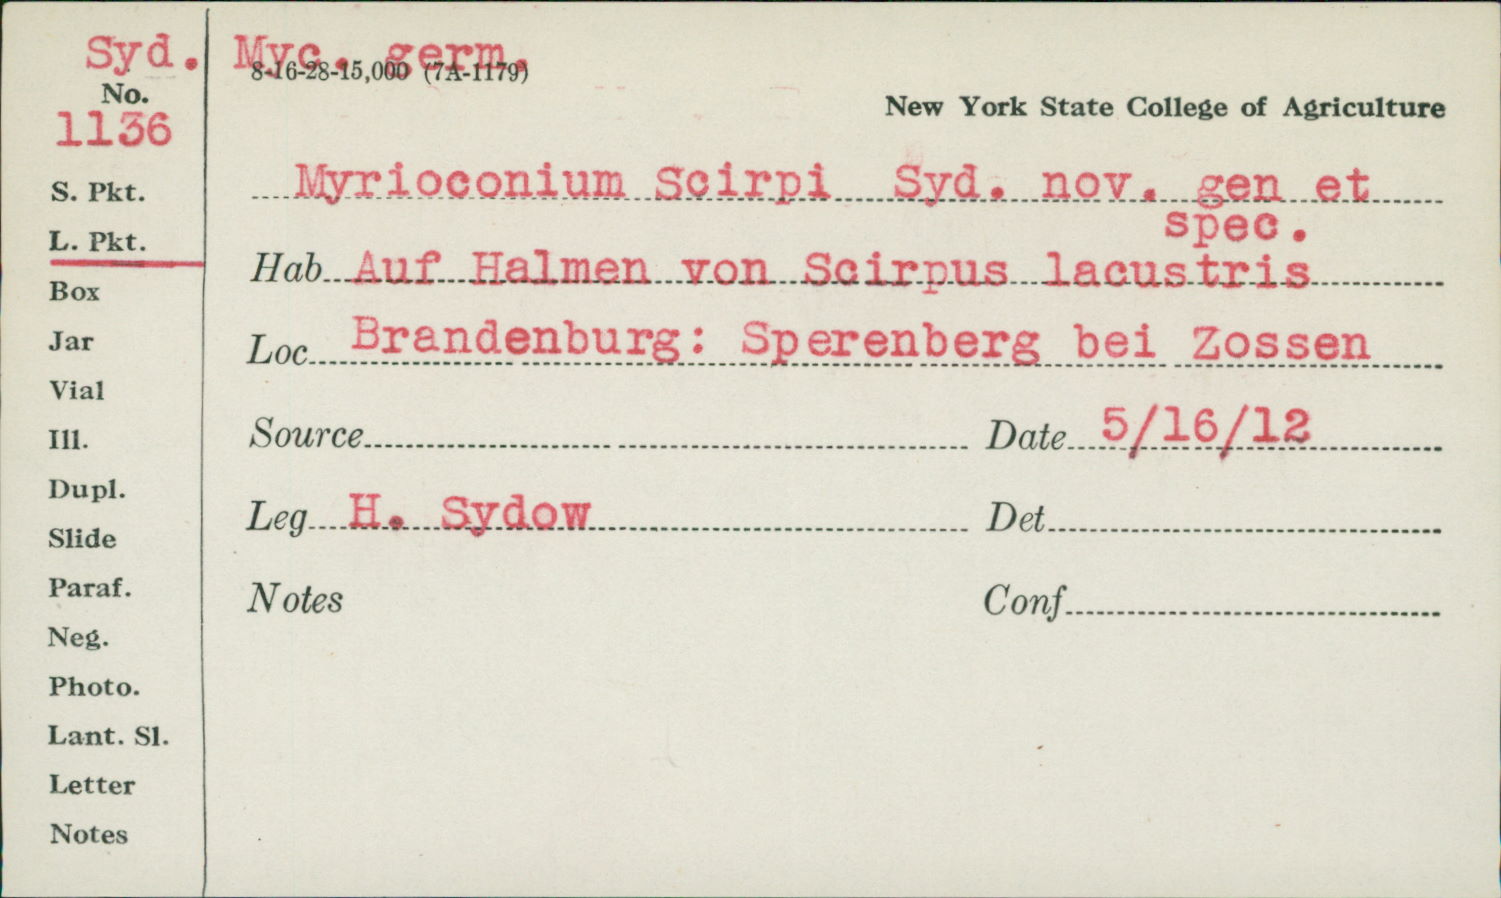 Syd. Myc. germ.
8-16-28-15,000 (7A-1179)
No.
1136
New York State College of Agriculture
Myrioconium Scirpi Syd. nov. gen et
spec.
S. Pkt.
L. Pkt.
Box
Jar
Vial
Ill.
Dupl.
Slide
Paraf.
Neg.
Photo.
Lant. Sl.
Letter
Notes
Hab Auf Halmen von Scirpus lacustris
Loc Brandenburg: Sperenberg bei Zossen
Source
Date 5/16/12
Leg H. Sydow
Det
Notes
Conf